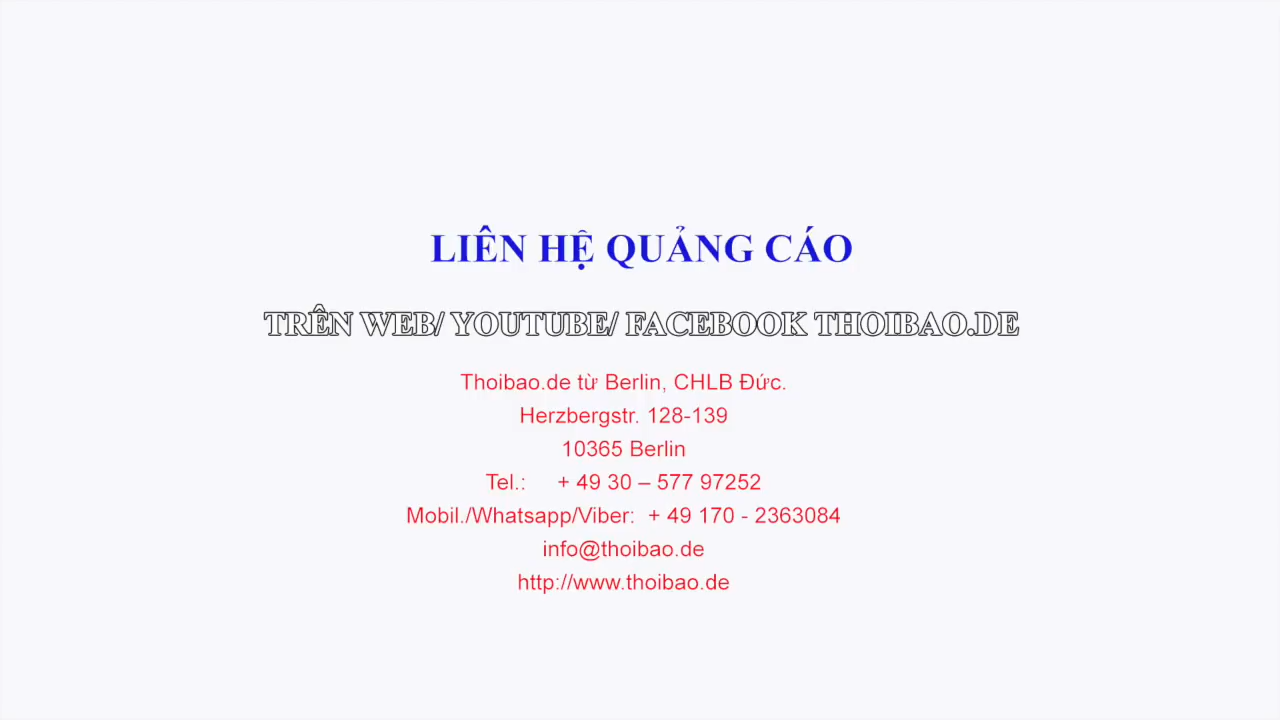 LIÊN HỆ QUẢNG CÁO
TRÊN WEB/ YOUTUBE/ FACEBOOK THOIBAO.DE
Thoibao.de từ Berlin, CHLB Đức.
Herzbergstr. 128-139
10365 Berlin
Tel.: + 49 30 – 577 97252
Mobil./Whatsapp/Viber: + 49 170 - 2363084
info@thoibao.de
http://www.thoibao.de